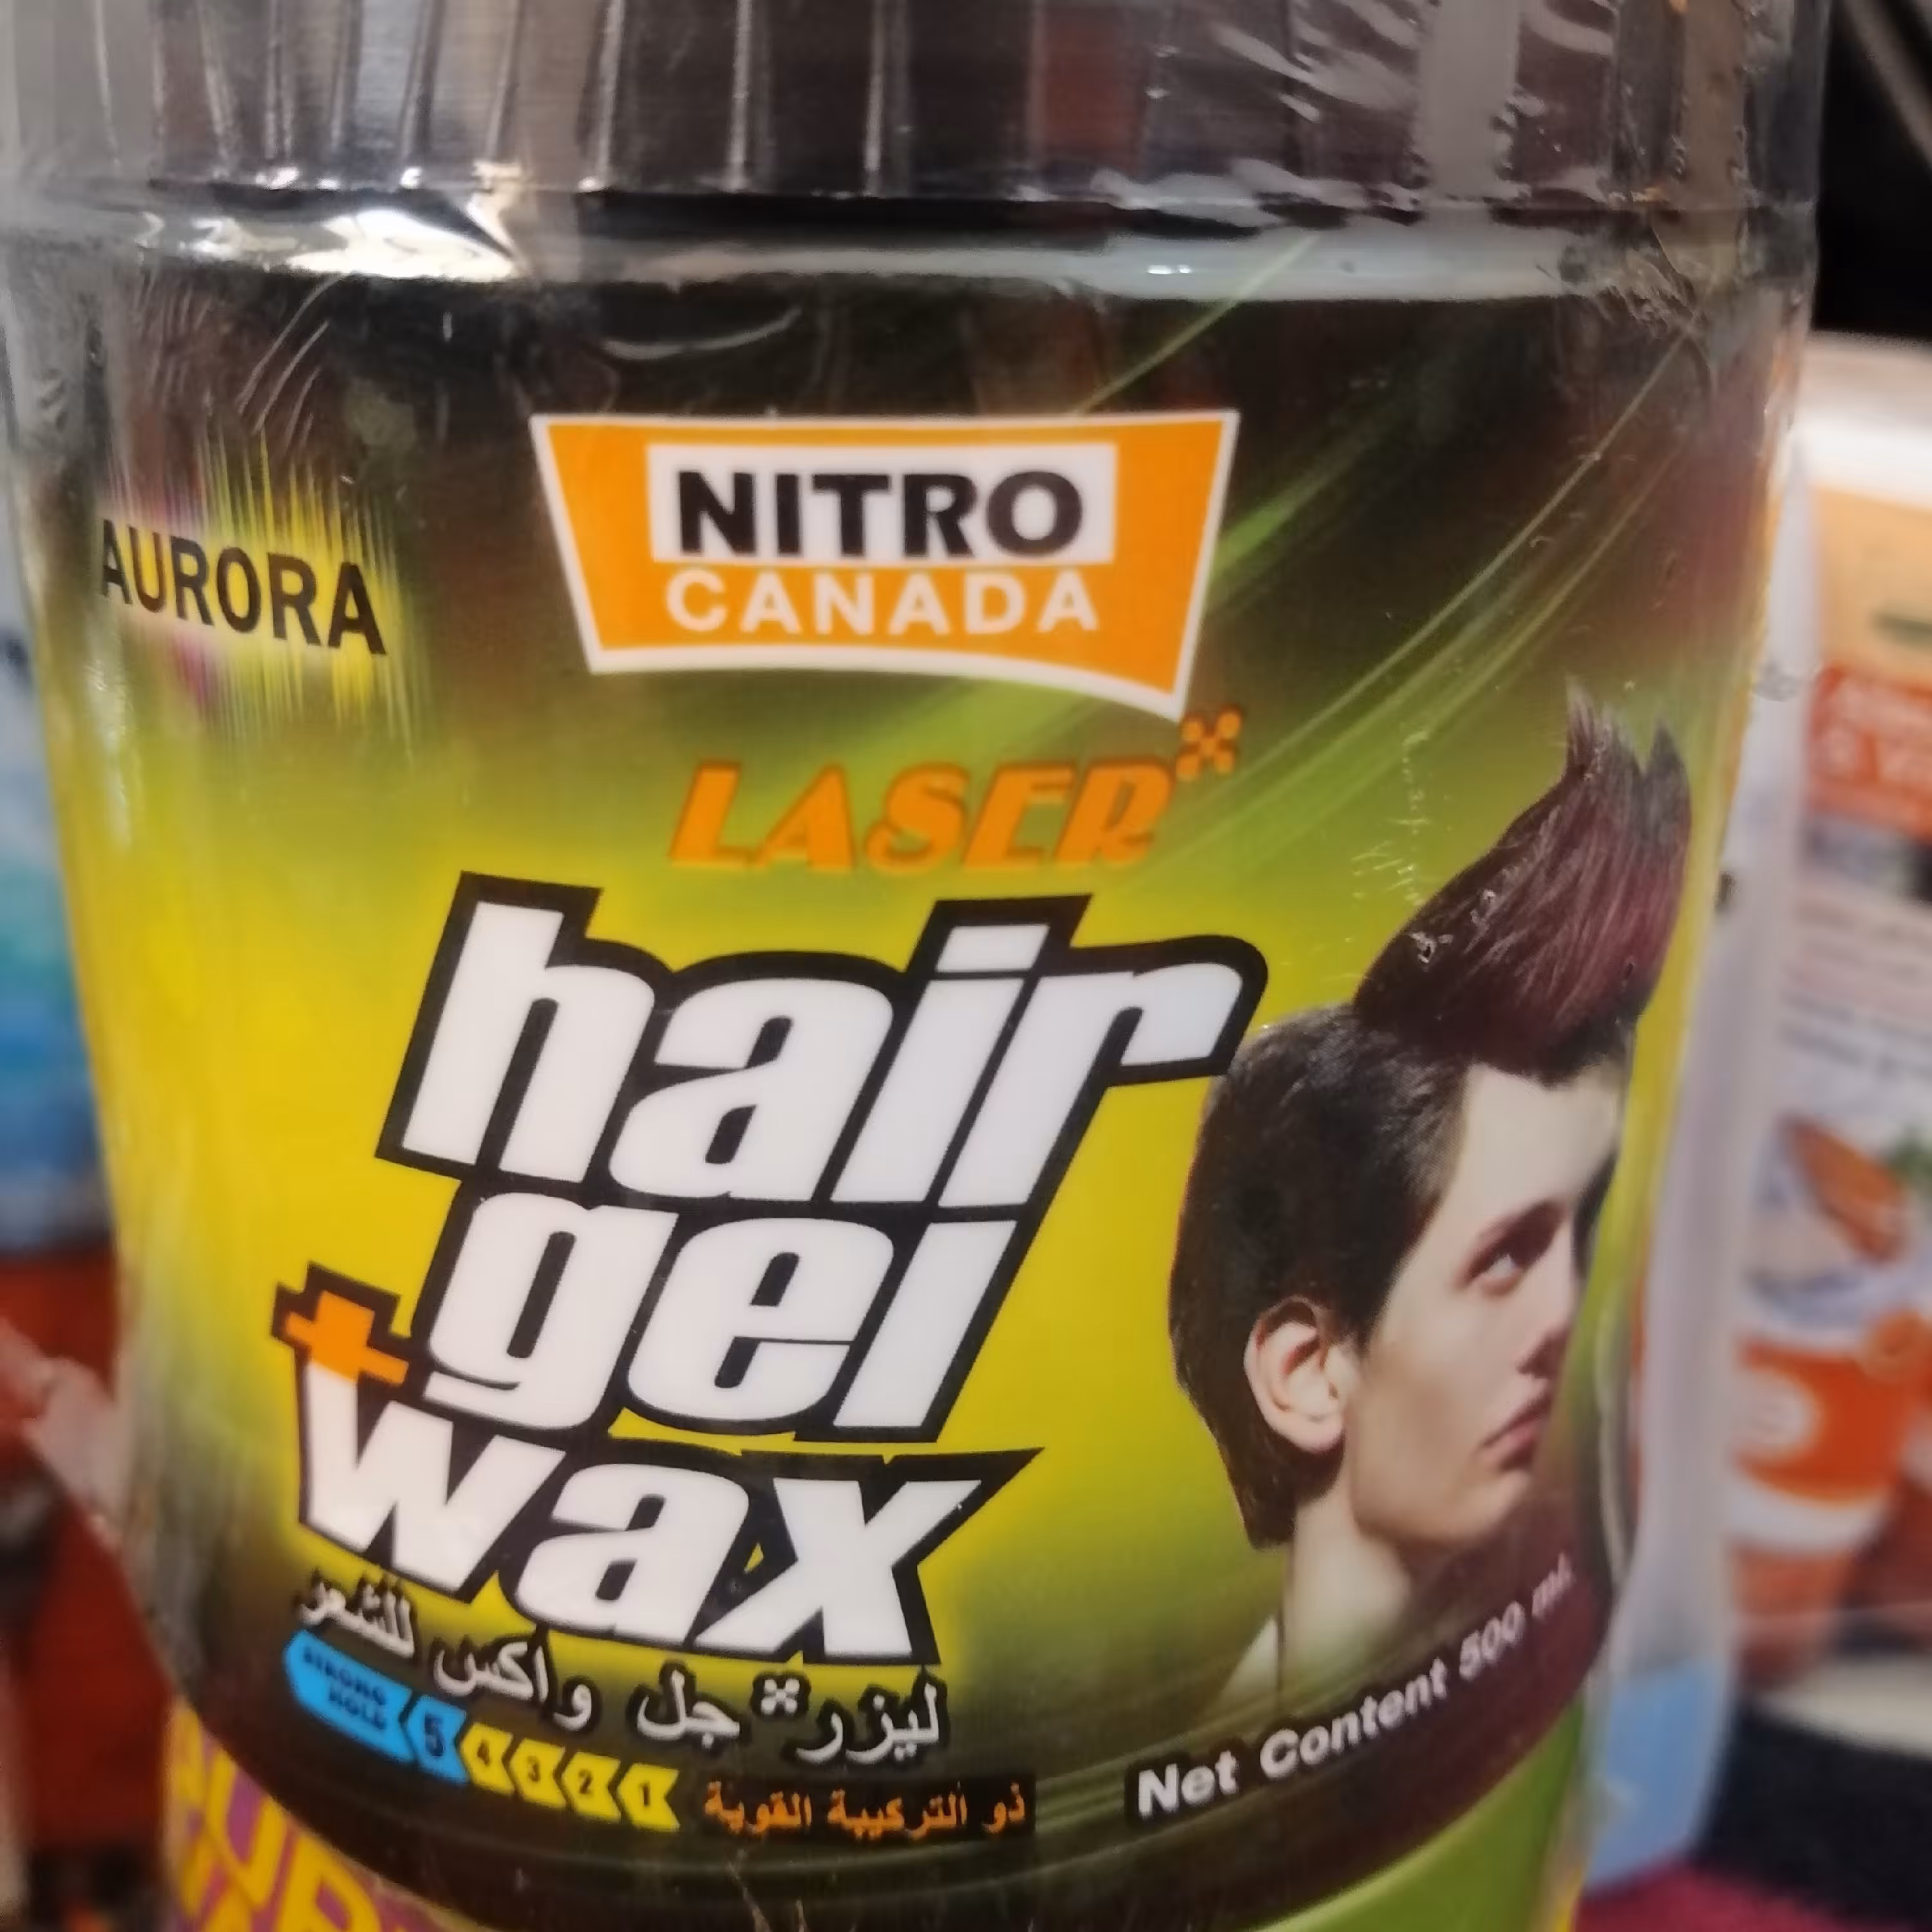 AURORA
NITRO
CANADA
LASER
hair
gel
+
wax
ليزر جل واكس للشعر
STRONG
HOLD
5 4 3 2 1
ذو التركيبة القوية
Net Content 500 ml.